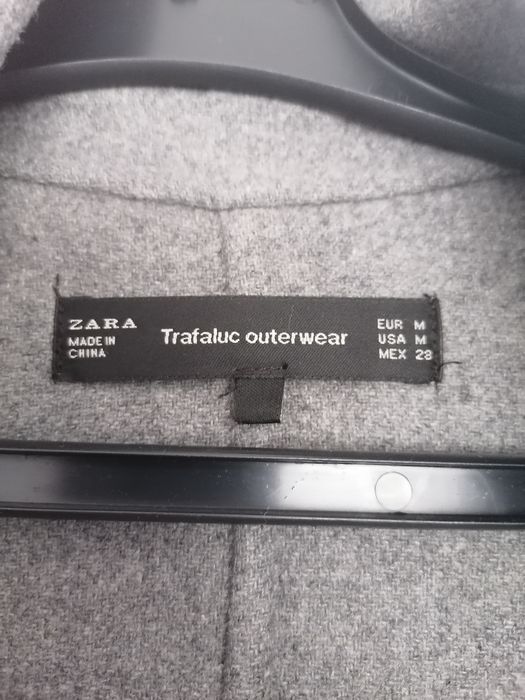 ZARA
MADE IN
CHINA
Trafaluc outerwear
EUR M
USA M
MEX 28